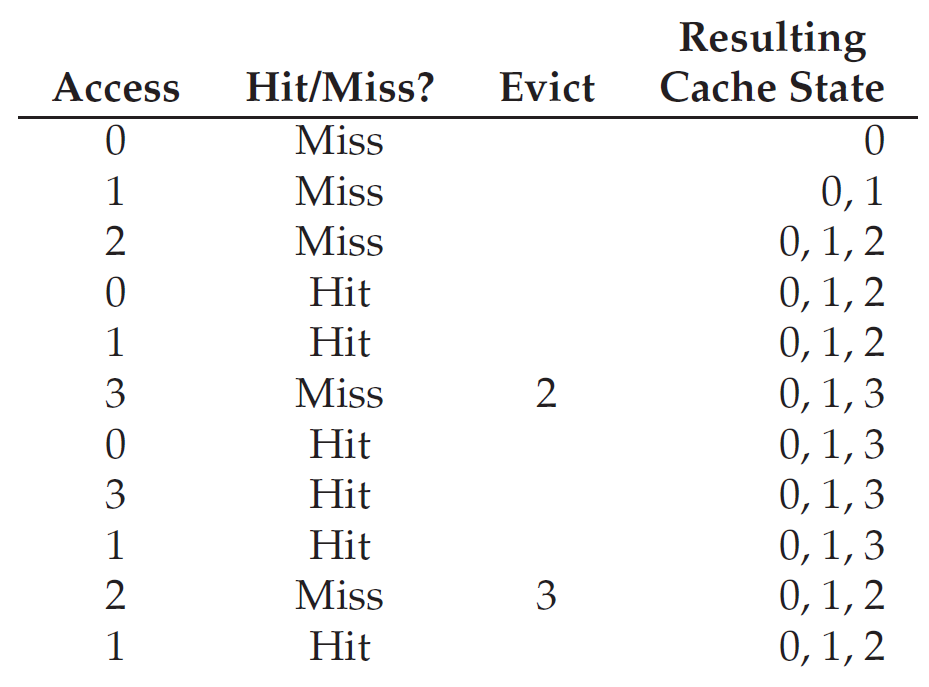 Resulting
Access Hit/Miss? Evict Cache State
0 Miss 0
1 Miss 0, 1
2 Miss 0, 1, 2
0 Hit 0, 1, 2
1 Hit 0, 1, 2
3 Miss 2 0, 1, 3
0 Hit 0, 1, 3
3 Hit 0, 1, 3
1 Hit 0, 1, 3
2 Miss 3 0, 1, 2
1 Hit 0, 1, 2